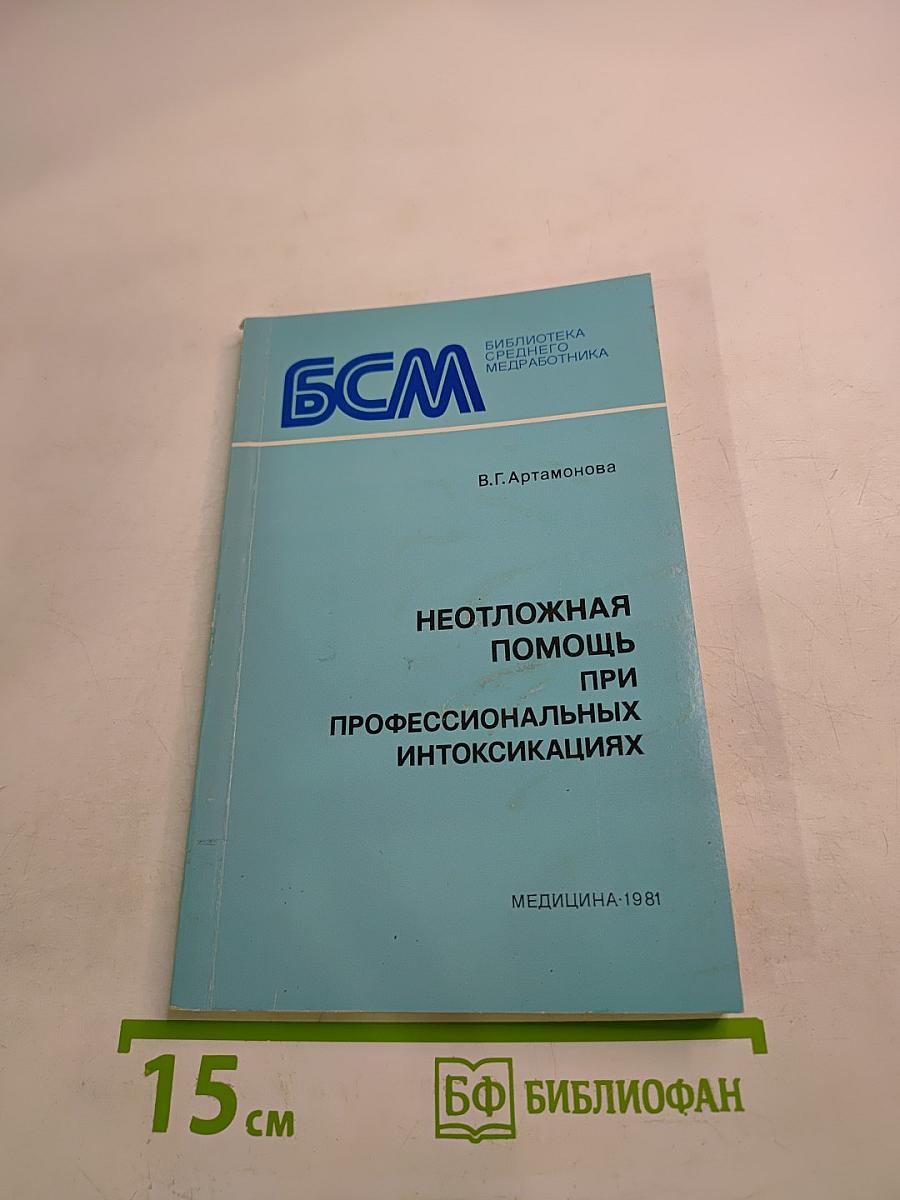 БСМ
БИБЛИОТЕКА
СРЕДНЕГО
МЕДРАБОТНИКА
В.Г.Артамонова
НЕОТЛОЖНАЯ
ПОМОЩЬ
ПРИ
ПРОФЕССИОНАЛЬНЫХ
ИНТОКСИКАЦИЯХ
МЕДИЦИНА·1981
15 см
БФ БИБЛИОФАН